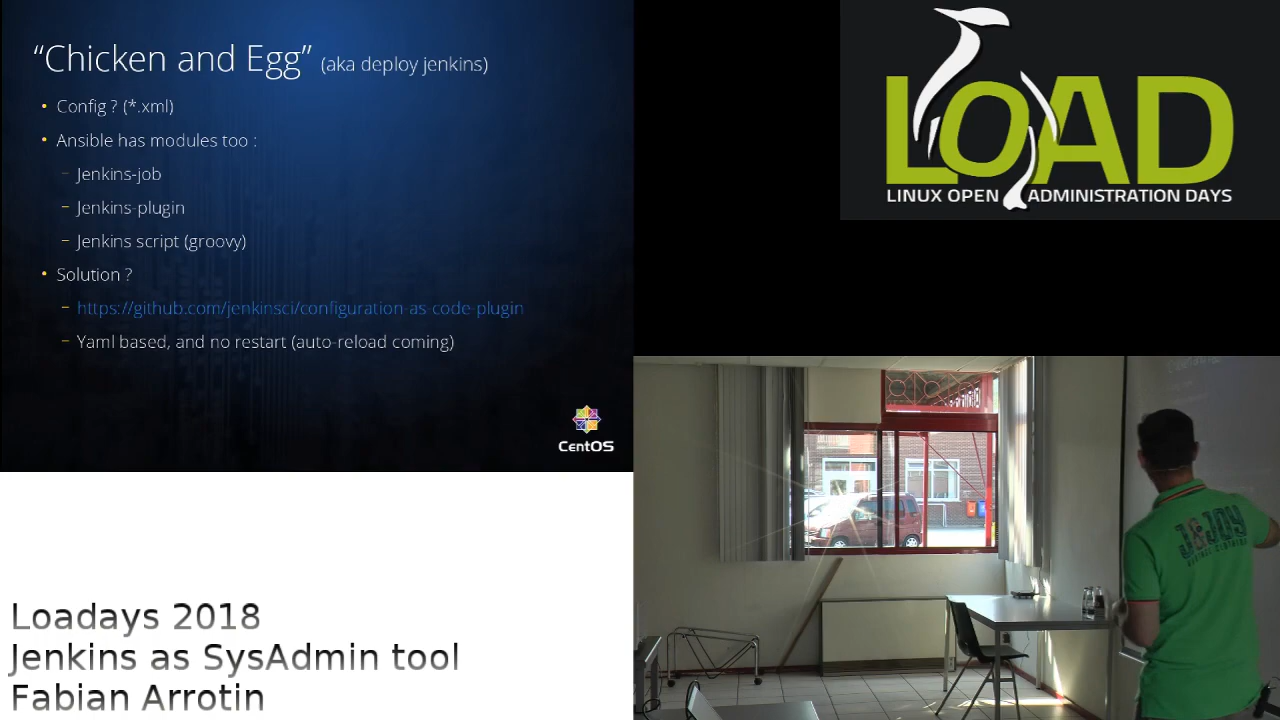 “Chicken and Egg” (aka deploy jenkins)
• Config ? (*.xml)
• Ansible has modules too :
– Jenkins-job
– Jenkins-plugin
– Jenkins script (groovy)
• Solution ?
– https://github.com/jenkinsci/configuration-as-code-plugin
– Yaml based, and no restart (auto-reload coming)
CentOS
LOAD
LINUX OPEN ADMINISTRATION DAYS
J&JOY
Loadays 2018
Jenkins as SysAdmin tool
Fabian Arrotin